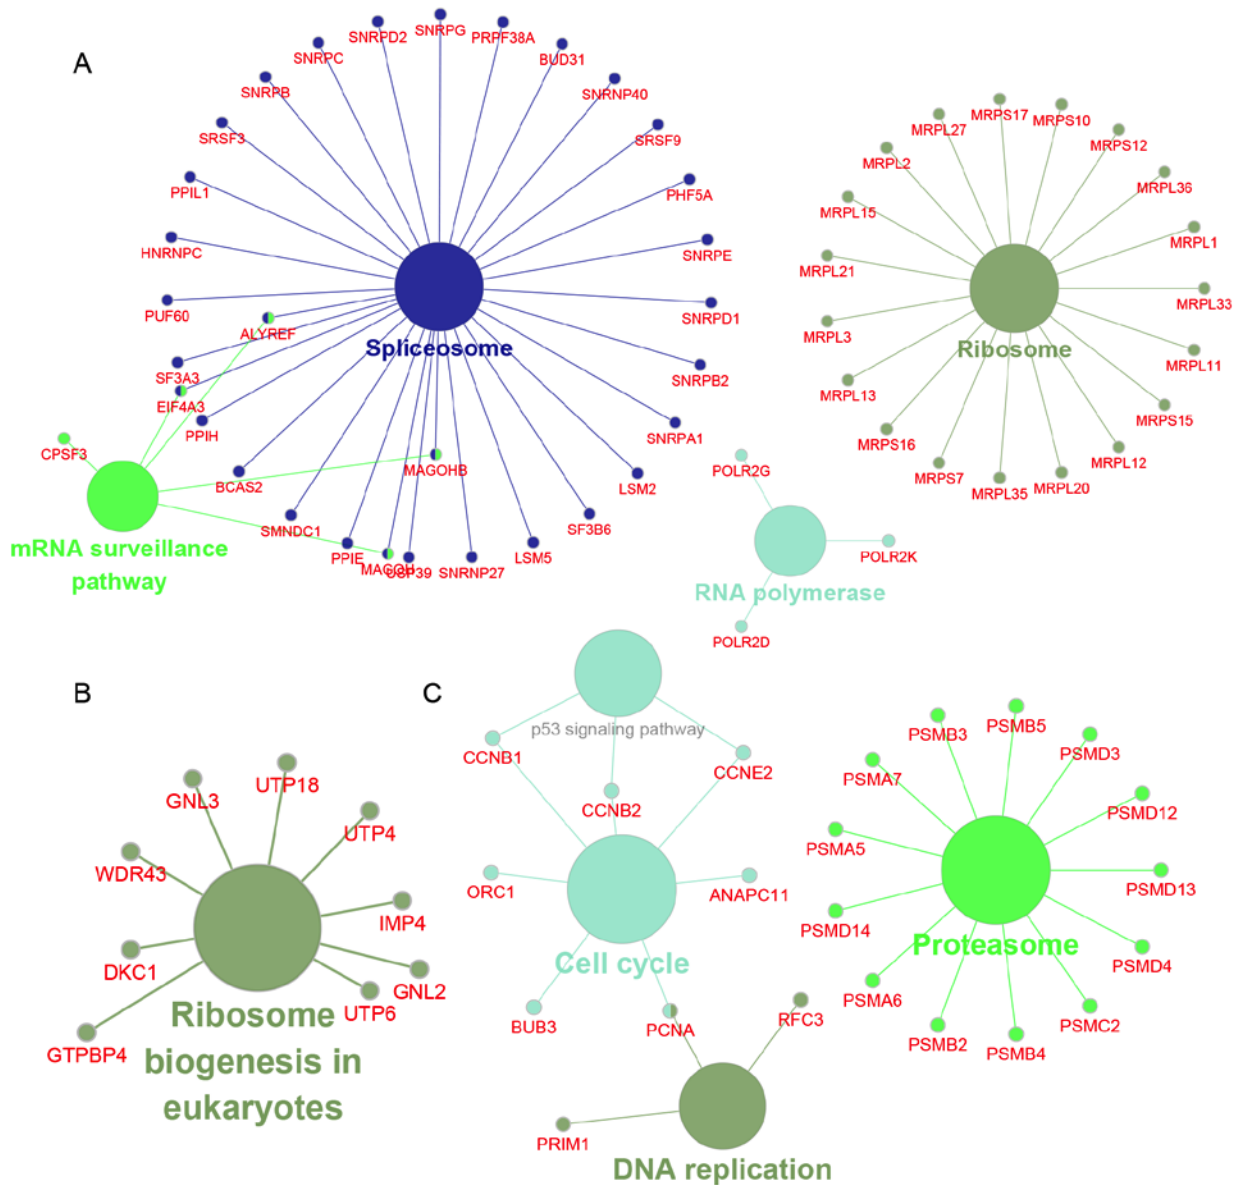 A
SNRPG
SNRPD2
PRPF38A
SNRPC
BUD31
SNRPB
SNRNP40
SRSF3
SRSF9
PPIL1
PHF5A
HNRNPC
SNRPE
PUF60
SNRPD1
ALYREF
Spliceosome
SF3A3
SNRPB2
EIF4A3
PPIH
SNRPA1
CPSF3
MAGOHB
BCAS2
LSM2
SMNDC1
SF3B6
mRNA surveillance
pathway
PPIE
MAGOH
USP39
SNRNP27
LSM5
MRPS17
MRPL27
MRPS10
MRPS12
MRPL2
MRPL36
MRPL15
MRPL1
MRPL21
MRPL33
MRPL3
Ribosome
MRPL11
MRPL13
MRPS15
MRPS16
MRPL12
MRPS7
MRPL20
MRPL35
POLR2G
POLR2K
RNA polymerase
POLR2D
B
UTP18
GNL3
UTP4
WDR43
IMP4
DKC1
GNL2
UTP6
GTPBP4
Ribosome
biogenesis in
eukaryotes
C
p53 signaling pathway
CCNB1
CCNE2
CCNB2
ORC1
ANAPC11
Cell cycle
BUB3
PCNA
RFC3
PRIM1
DNA replication
PSMB5
PSMB3
PSMD3
PSMA7
PSMD12
PSMA5
PSMD13
PSMD14
Proteasome
PSMD4
PSMA6
PSMC2
PSMB2
PSMB4